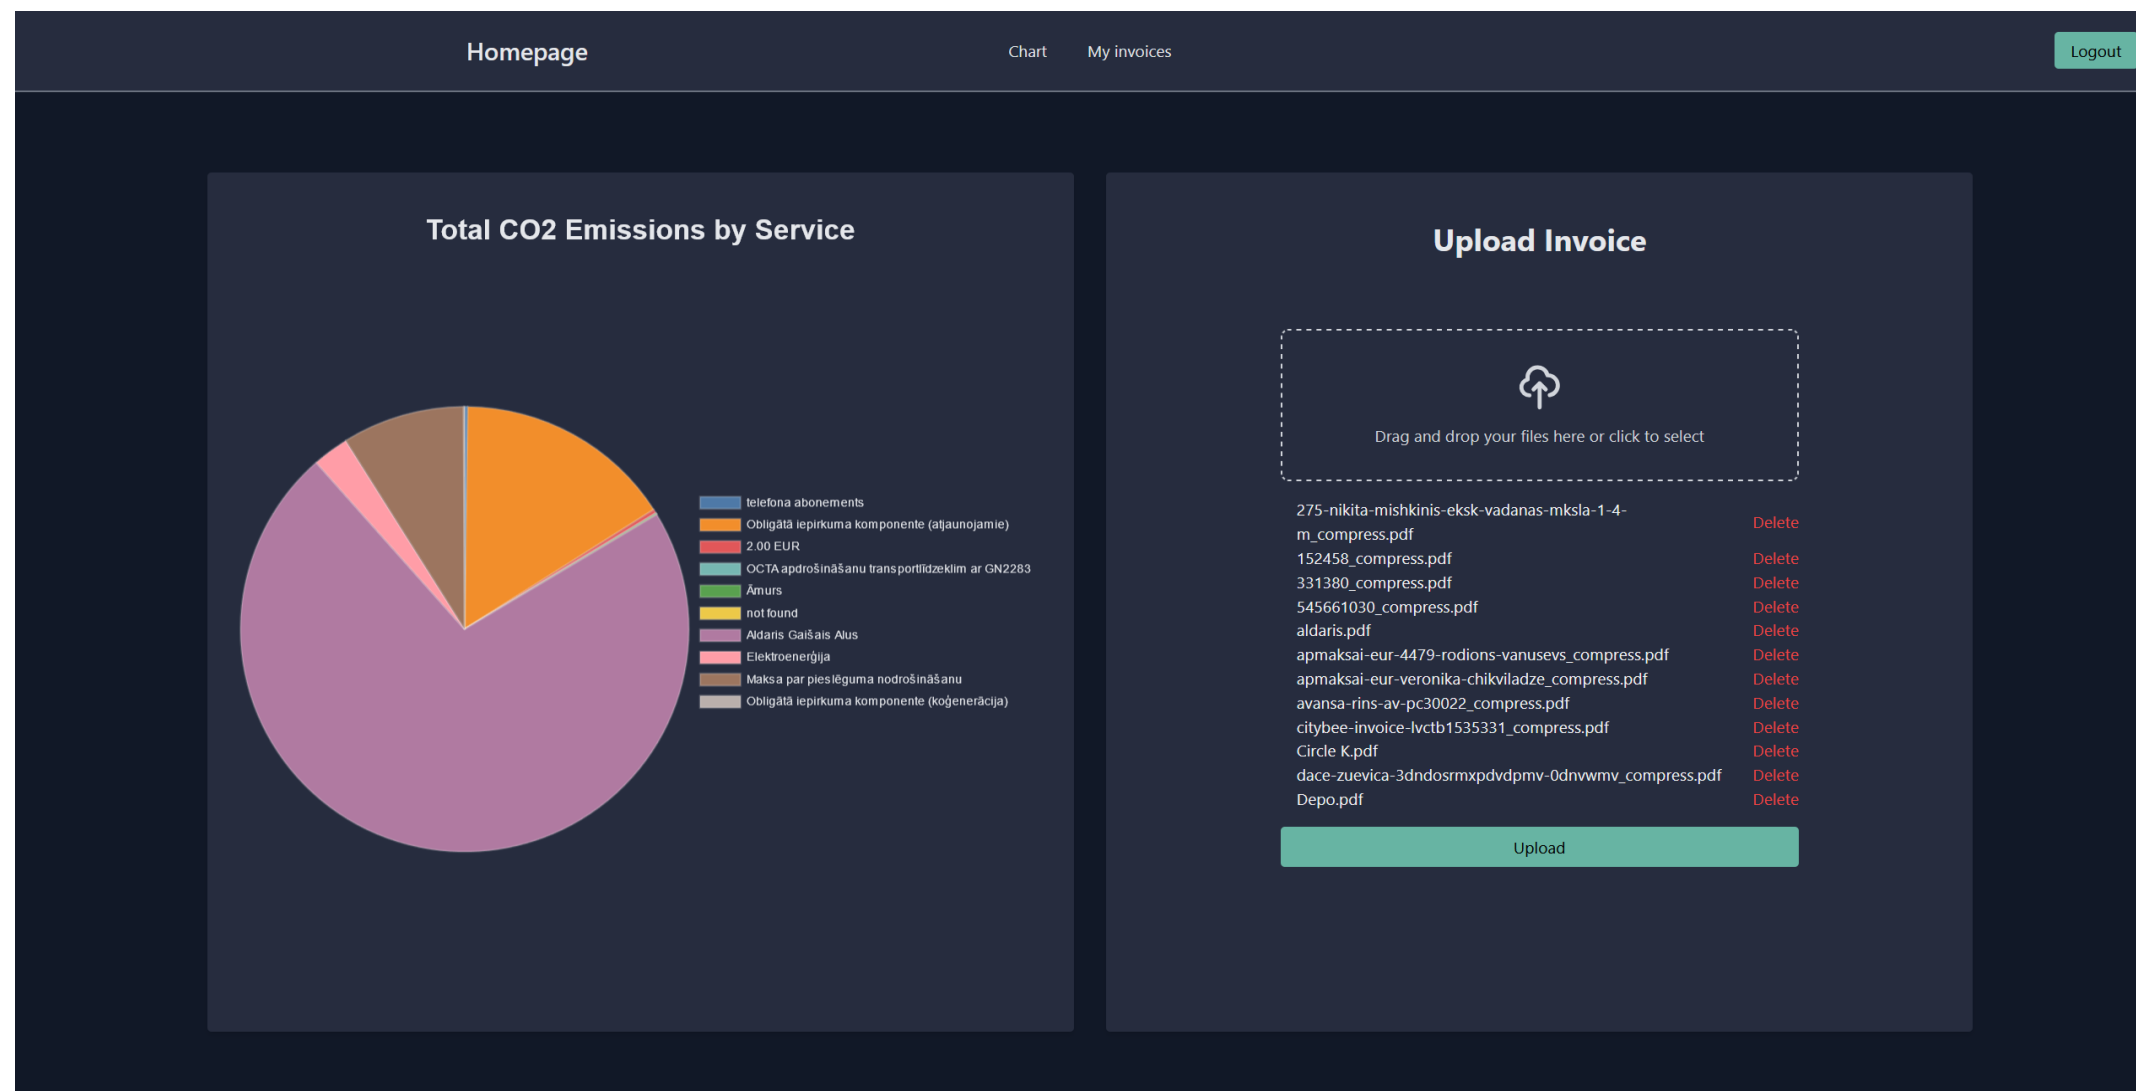 Homepage
Chart
My invoices
Logout
Total CO2 Emissions by Service
telefona abonements
Obligātā iepirkuma komponente (atjaunojamie)
2.00 EUR
OCTA apdrošināšanu transportlīdzeklim ar GN2283
Āmurs
not found
Aldaris Gaišais Alus
Elektroenerģija
Maksa par pieslēguma nodrošināšanu
Obligātā iepirkuma komponente (koģenerācija)
Upload Invoice
Drag and drop your files here or click to select
275-nikita-mishkinis-eksk-vadanas-mksla-1-4-
m_compress.pdf
Delete
152458_compress.pdf Delete
331380_compress.pdf Delete
545661030_compress.pdf Delete
aldaris.pdf Delete
apmaksai-eur-4479-rodions-vanusevs_compress.pdf Delete
apmaksai-eur-veronika-chikviladze_compress.pdf Delete
avansa-rins-av-pc30022_compress.pdf Delete
citybee-invoice-lvctb1535331_compress.pdf Delete
Circle K.pdf Delete
dace-zuevica-3dndosrmxpdvdpmv-0dnvwmv_compress.pdf Delete
Depo.pdf Delete
Upload